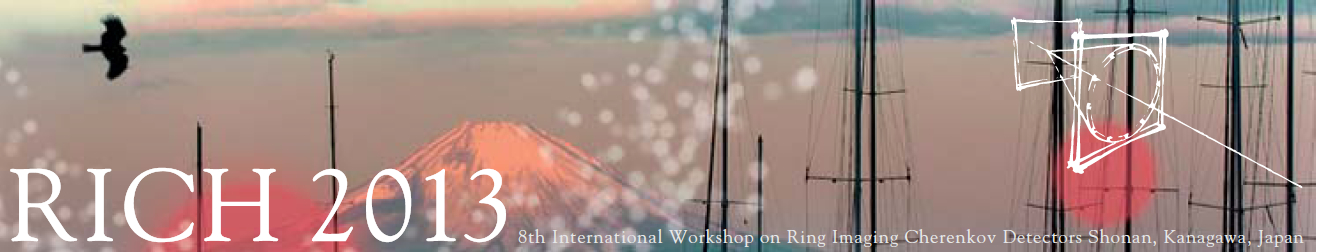 RICH 2013
8th International Workshop on Ring Imaging Cherenkov Detectors Shonan, Kanagawa, Japan